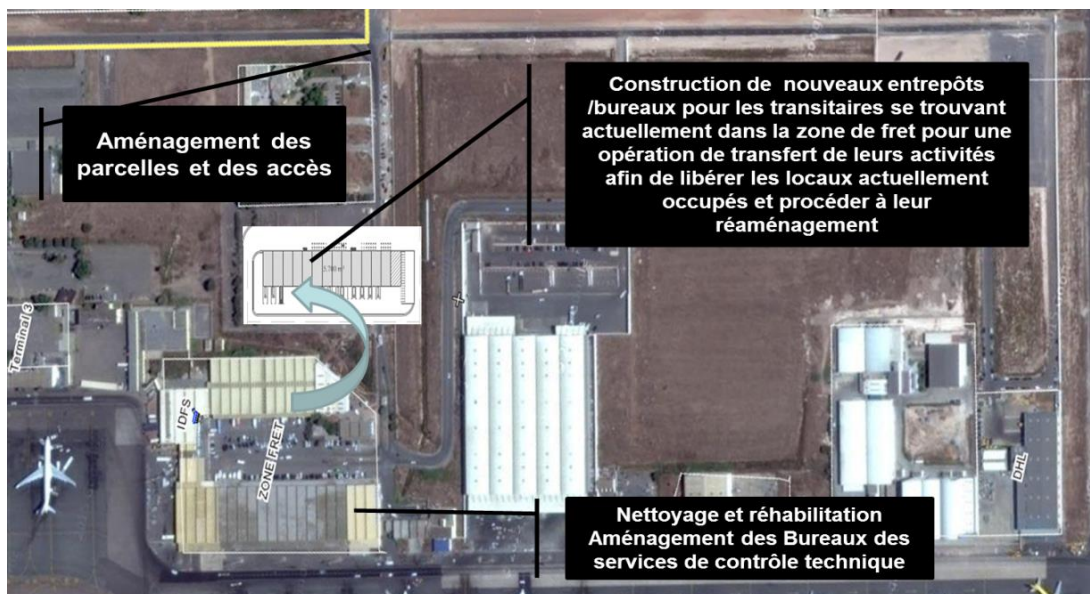 Aménagement des
parcelles et des accès
Construction de nouveaux entrepôts
/bureaux pour les transitaires se trouvant
actuellement dans la zone de fret pour une
opération de transfert de leurs activités
afin de libérer les locaux actuellement
occupés et procéder à leur
réaménagement
Terminal 3
IDFS
ZONE FRET
DHL
Nettoyage et réhabilitation
Aménagement des Bureaux des
services de contrôle technique